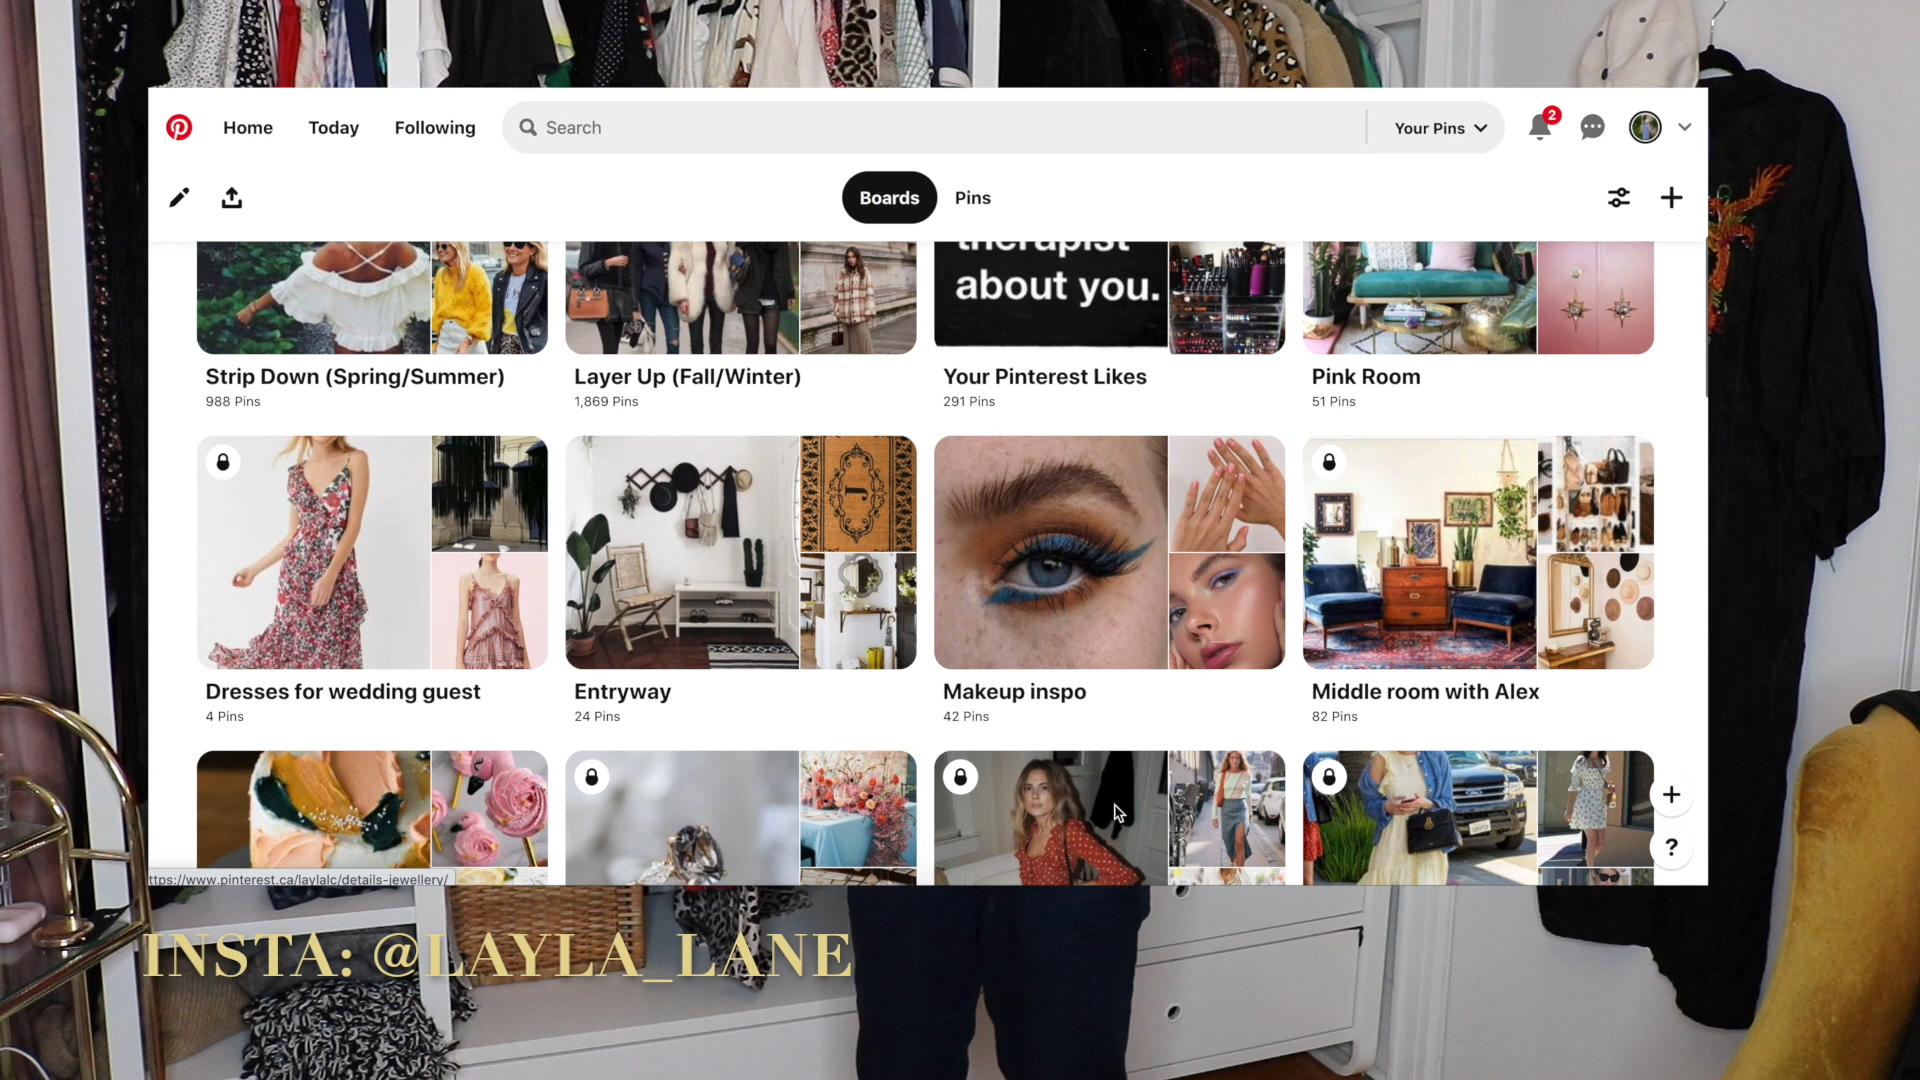 Home Today Following Search Your Pins 2
Boards Pins
therapist
about you.
Strip Down (Spring/Summer)
988 Pins
Layer Up (Fall/Winter)
1,869 Pins
Your Pinterest Likes
291 Pins
Pink Room
51 Pins
J
Dresses for wedding guest
4 Pins
Entryway
24 Pins
Makeup inspo
42 Pins
Middle room with Alex
82 Pins
+
?
ttps://www.pinterest.ca/laylalc/details-jewellery/
INSTA: @LAYLA_LANE